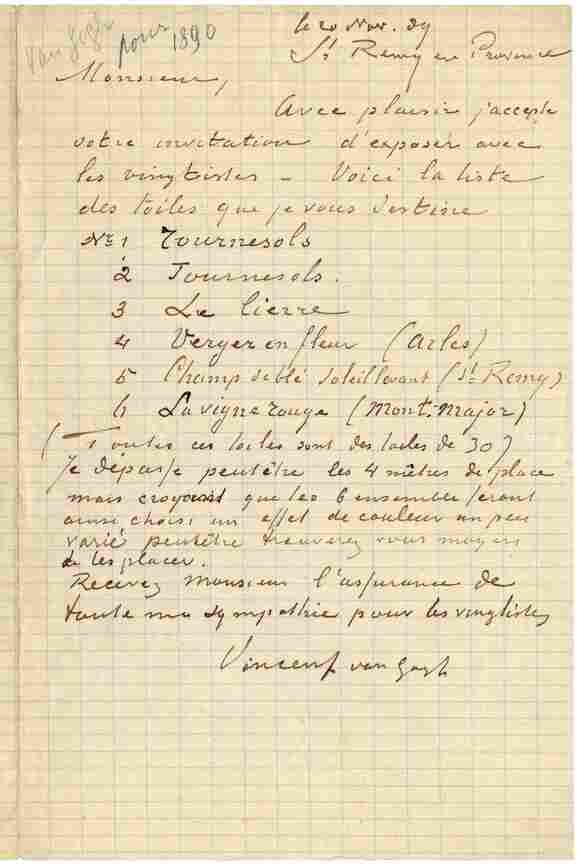 van Gogh pour 1890
le 20 Nov. 89
St Remy en Provence
Monsieur,
Avec plaisir j'accepte
votre invitation d'exposer avec
les vingtistes - Voici la liste
des toiles que je vous destine
No 1 Tournesols
2 Tournesols.
3 Le lierre
4 Verger en fleur (Arles)
5 Champ de blé soleil levant (St Remy)
6 La vigne rouge (Mont-major)
(Toutes ces toiles sont des toiles de 30)
Je dépasse peutêtre les 4 mètres de place
mais croyant que les 6 ensemble feront
ainsi choisi un effet de couleur un peu
varié peutêtre trouverez vous moyen
de les placer.
Recevez monsieur l'assurance de
toute ma sympathie pour les vingtistes
Vincent van Gogh